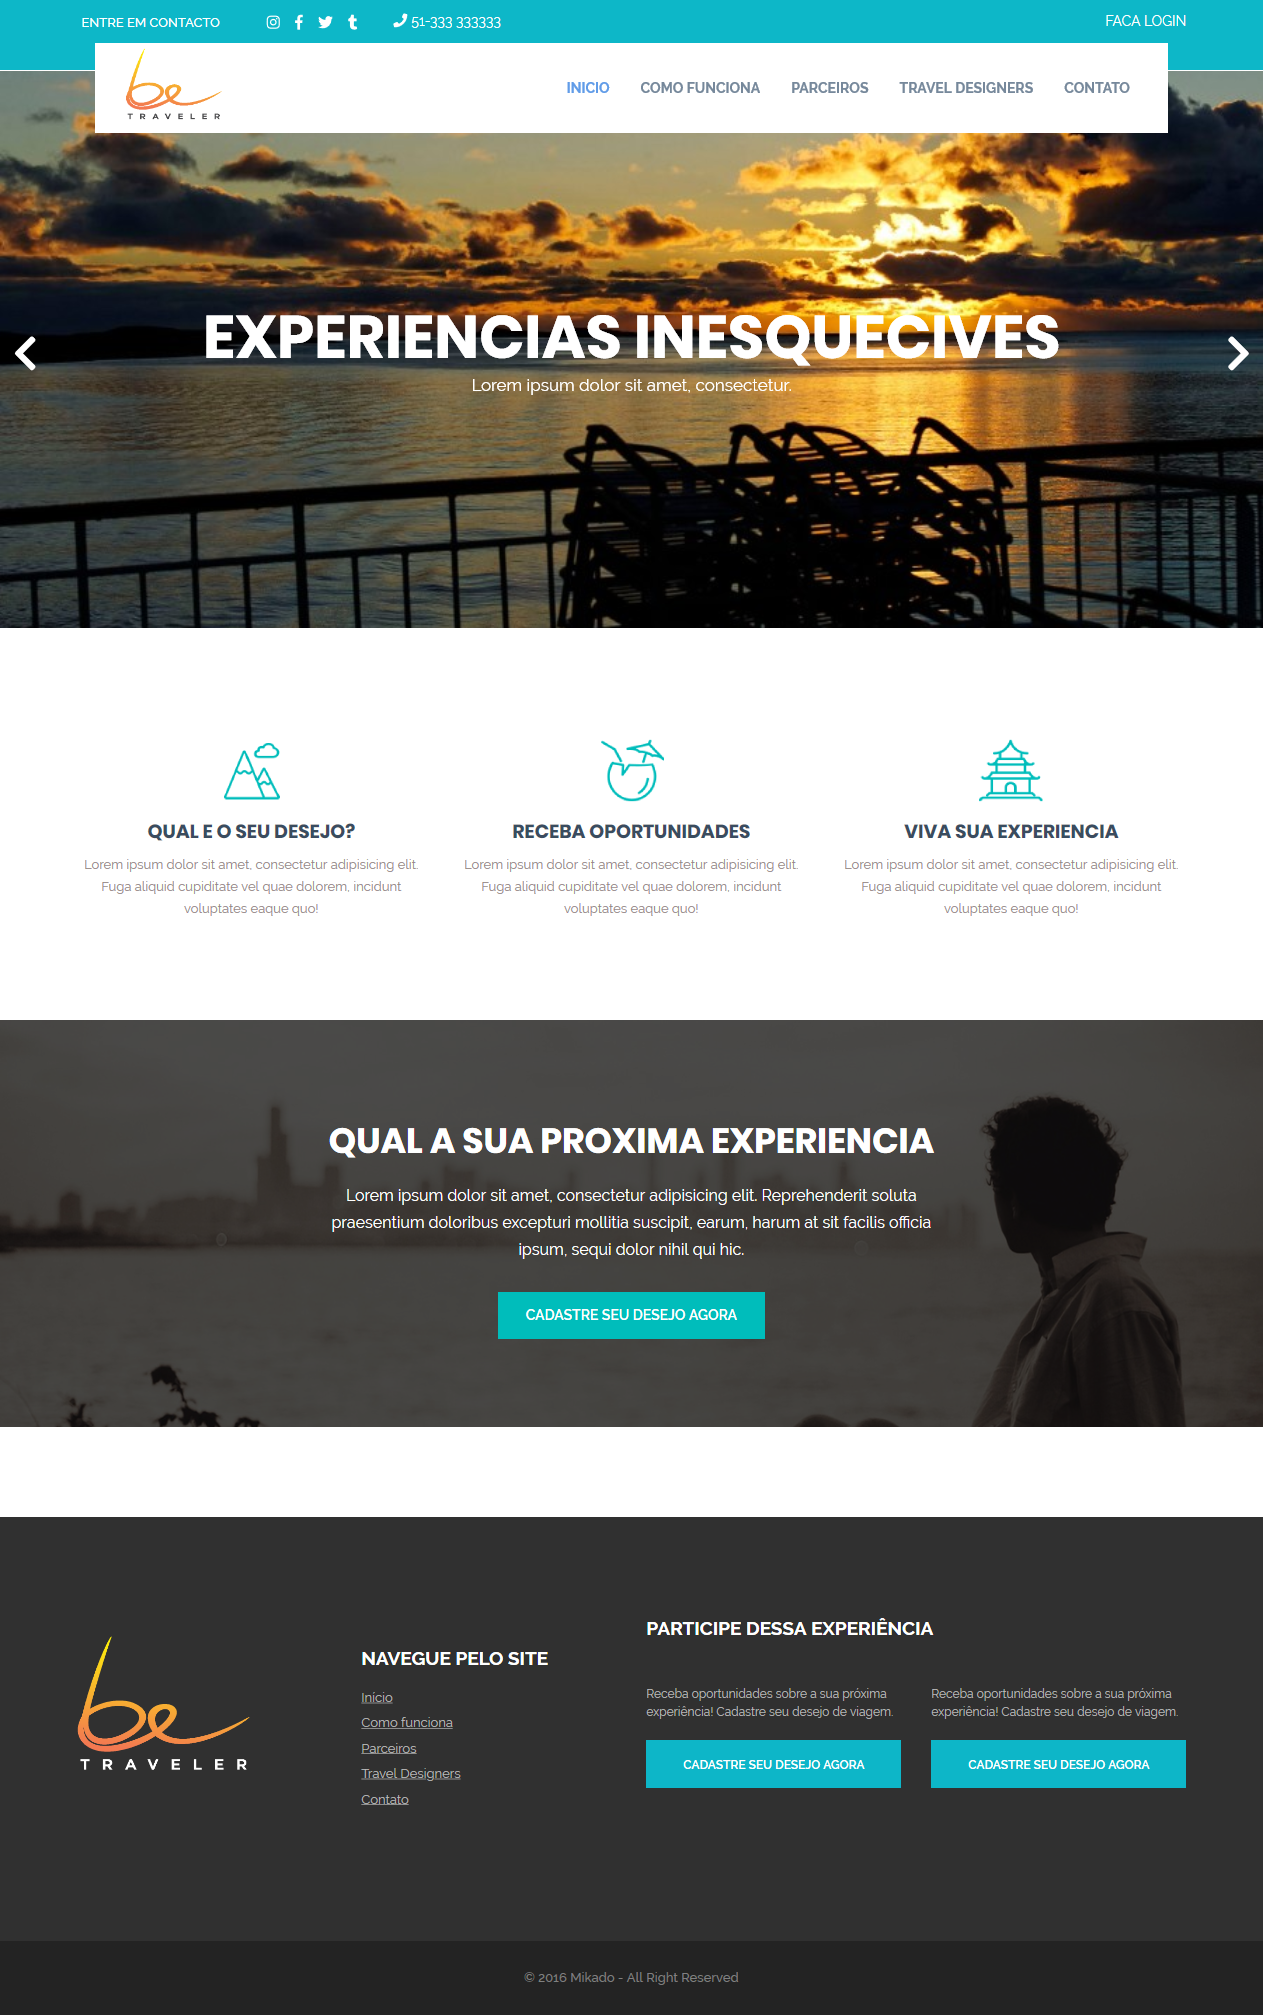 ENTRE EM CONTACTO
51-333 333333
FACA LOGIN
be
TRAVELER
INICIO
COMO FUNCIONA
PARCEIROS
TRAVEL DESIGNERS
CONTATO
EXPERIENCIAS INESQUECIVES
Lorem ipsum dolor sit amet, consectetur.
QUAL E O SEU DESEJO?
Lorem ipsum dolor sit amet, consectetur adipisicing elit.
Fuga aliquid cupiditate vel quae dolorem, incidunt
voluptates eaque quo!
RECEBA OPORTUNIDADES
Lorem ipsum dolor sit amet, consectetur adipisicing elit.
Fuga aliquid cupiditate vel quae dolorem, incidunt
voluptates eaque quo!
VIVA SUA EXPERIENCIA
Lorem ipsum dolor sit amet, consectetur adipisicing elit.
Fuga aliquid cupiditate vel quae dolorem, incidunt
voluptates eaque quo!
QUAL A SUA PROXIMA EXPERIENCIA
Lorem ipsum dolor sit amet, consectetur adipisicing elit. Reprehenderit soluta
praesentium doloribus excepturi mollitia suscipit, earum, harum at sit facilis officia
ipsum, sequi dolor nihil qui hic.
CADASTRE SEU DESEJO AGORA
be
TRAVELER
NAVEGUE PELO SITE
Início
Como funciona
Parceiros
Travel Designers
Contato
PARTICIPE DESSA EXPERIÊNCIA
Receba oportunidades sobre a sua próxima
experiência! Cadastre seu desejo de viagem.
CADASTRE SEU DESEJO AGORA
Receba oportunidades sobre a sua próxima
experiência! Cadastre seu desejo de viagem.
CADASTRE SEU DESEJO AGORA
© 2016 Mikado - All Right Reserved